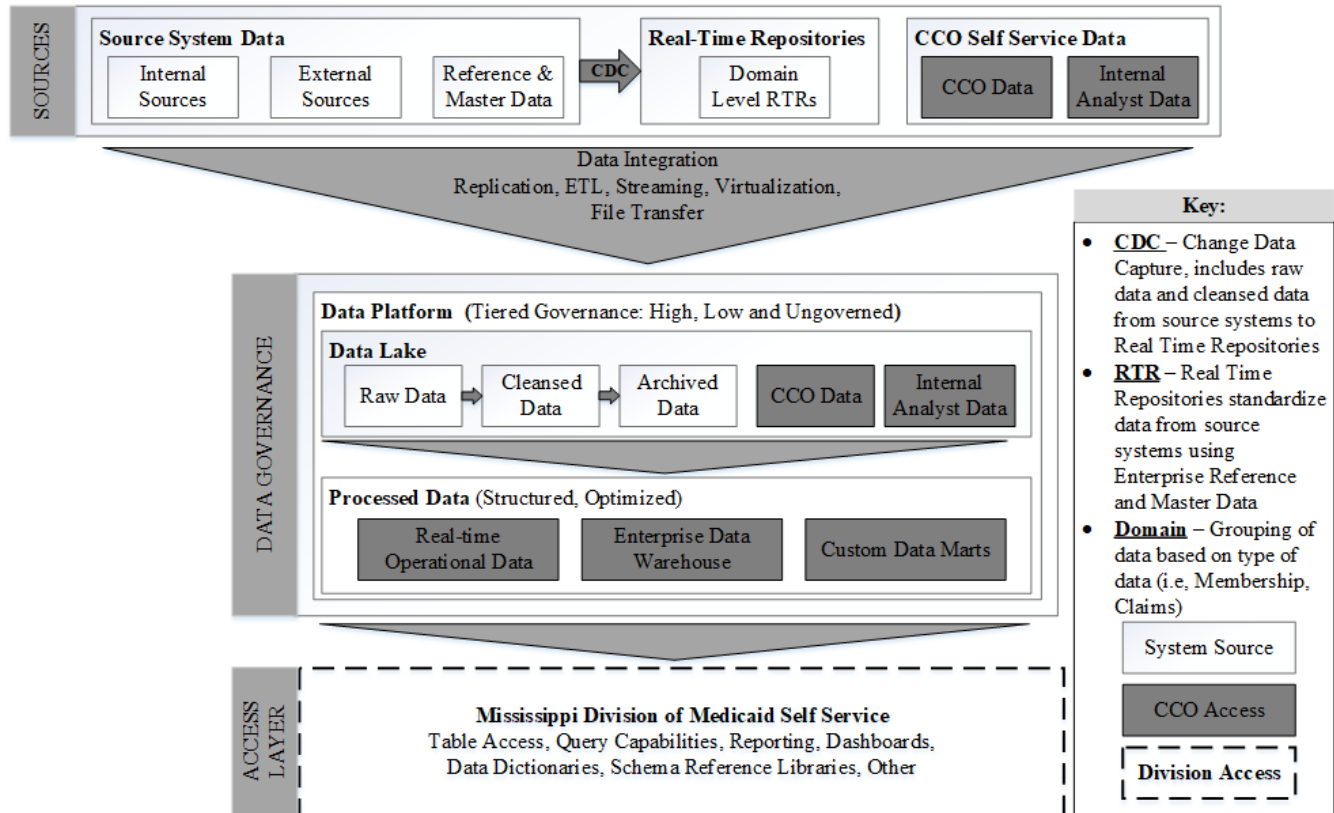 SOURCES
Source System Data
Internal
Sources
External
Sources
Reference &
Master Data
CDC
Real-Time Repositories
Domain
Level RTRs
CCO Self Service Data
CCO Data
Internal
Analyst Data
Data Integration
Replication, ETL, Streaming, Virtualization,
File Transfer
DATA GOVERNANCE
Data Platform (Tiered Governance: High, Low and Ungoverned)
Data Lake
Raw Data
Cleansed
Data
Archived
Data
CCO Data
Internal
Analyst Data
Processed Data (Structured, Optimized)
Real-time
Operational Data
Enterprise Data
Warehouse
Custom Data Marts
ACCESS
LAYER
Mississippi Division of Medicaid Self Service
Table Access, Query Capabilities, Reporting, Dashboards,
Data Dictionaries, Schema Reference Libraries, Other
Key:
• CDC – Change Data
Capture, includes raw
data and cleansed data
from source systems to
Real Time Repositories
• RTR – Real Time
Repositories standardize
data from source
systems using
Enterprise Reference
and Master Data
• Domain – Grouping of
data based on type of
data (i.e, Membership,
Claims)
System Source
CCO Access
Division Access